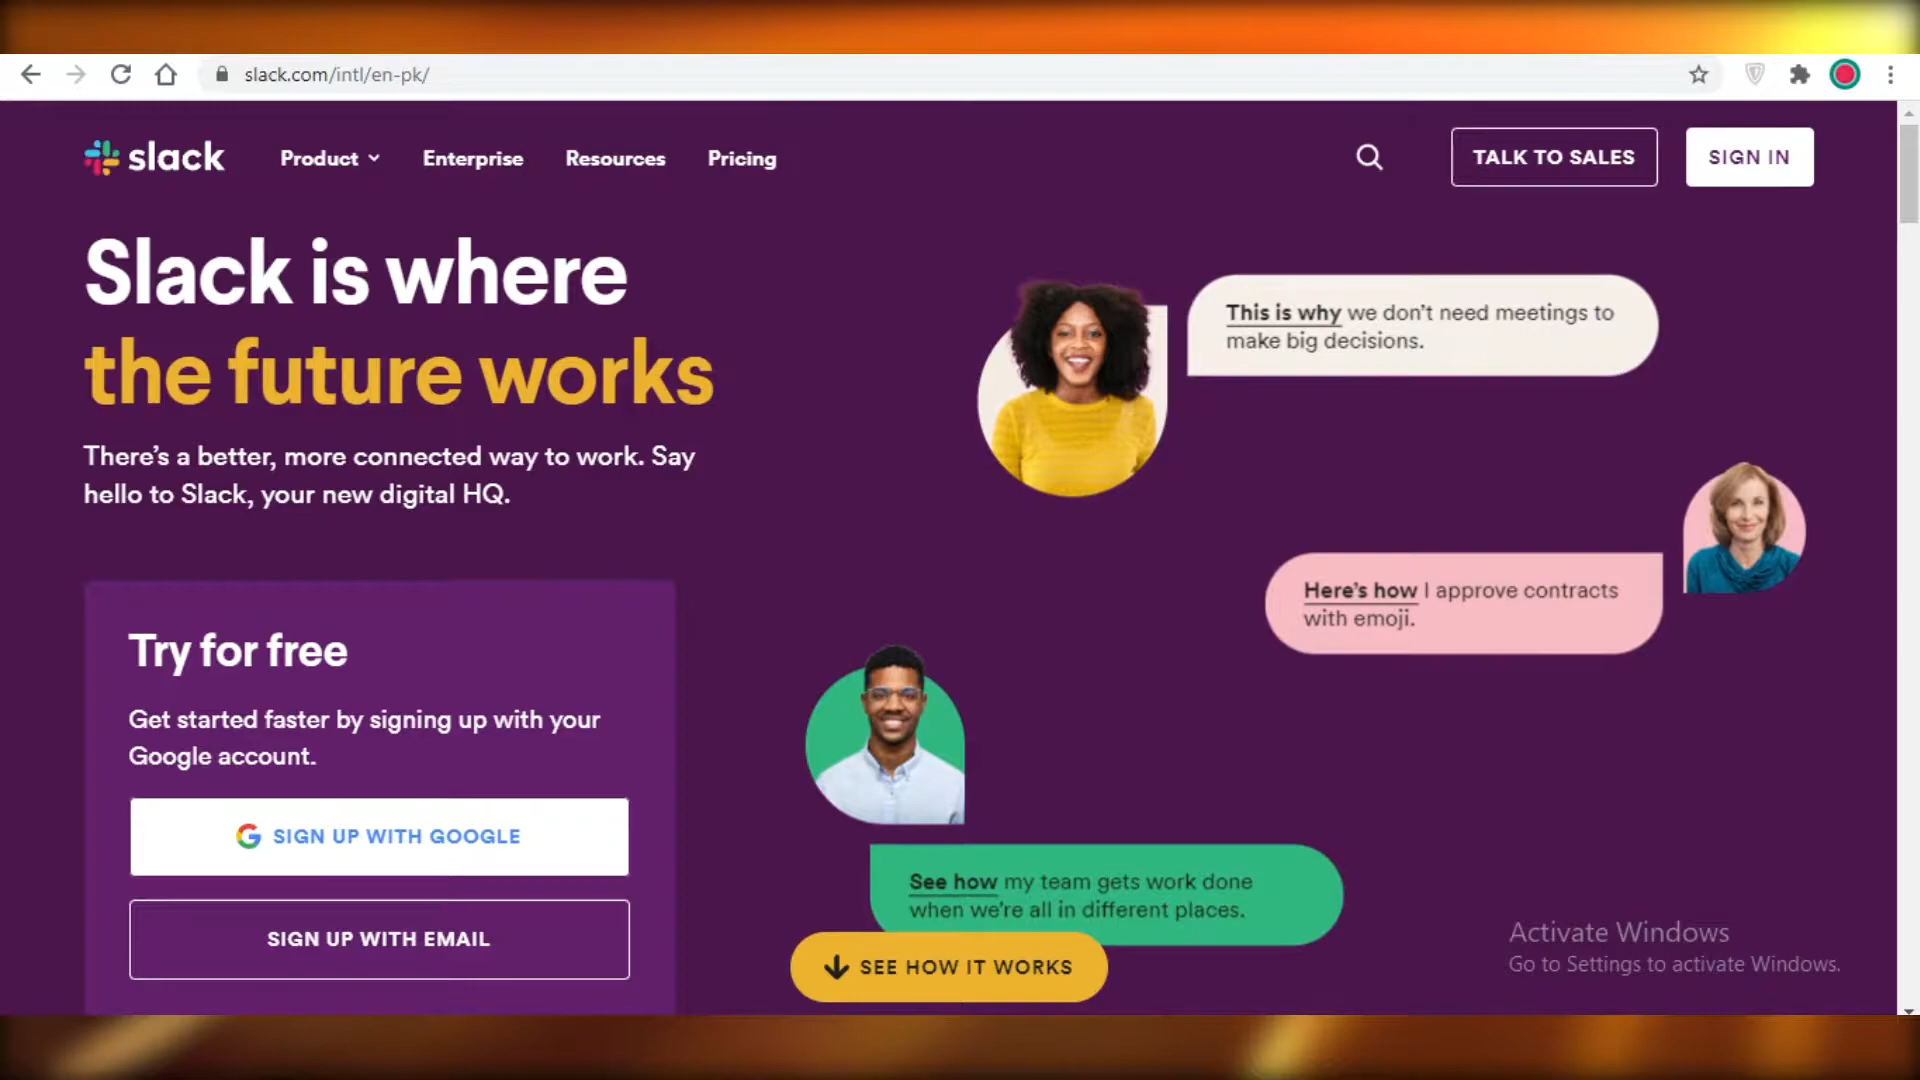 slack.com/intl/en-pk/
slack
Product
Enterprise
Resources
Pricing
TALK TO SALES
SIGN IN
Slack is where
the future works
There's a better, more connected way to work. Say
hello to Slack, your new digital HQ.
This is why we don't need meetings to
make big decisions.
Here's how I approve contracts
with emoji.
Try for free
Get started faster by signing up with your
Google account.
SIGN UP WITH GOOGLE
SIGN UP WITH EMAIL
See how my team gets work done
when we're all in different places.
SEE HOW IT WORKS
Activate Windows
Go to Settings to activate Windows.